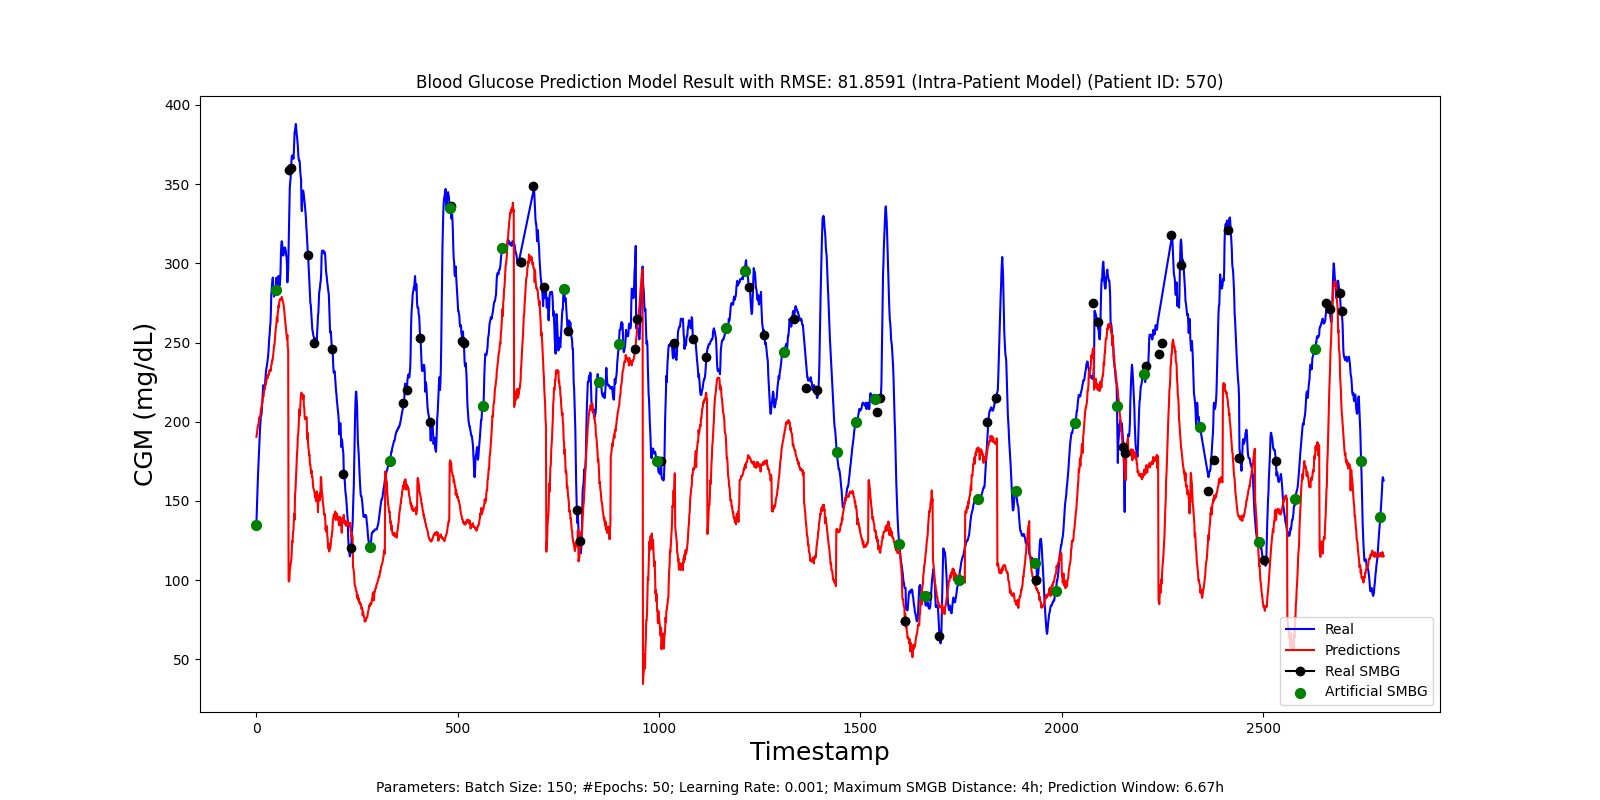 Blood Glucose Prediction Model Result with RMSE: 81.8591 (Intra-Patient Model) (Patient ID: 570)
400
350
300
250
200
150
100
50
CGM (mg/dL)
0
500
1000
1500
2000
2500
Timestamp
Real
Predictions
Real SMBG
Artificial SMBG
Parameters: Batch Size: 150; #Epochs: 50; Learning Rate: 0.001; Maximum SMGB Distance: 4h; Prediction Window: 6.67h